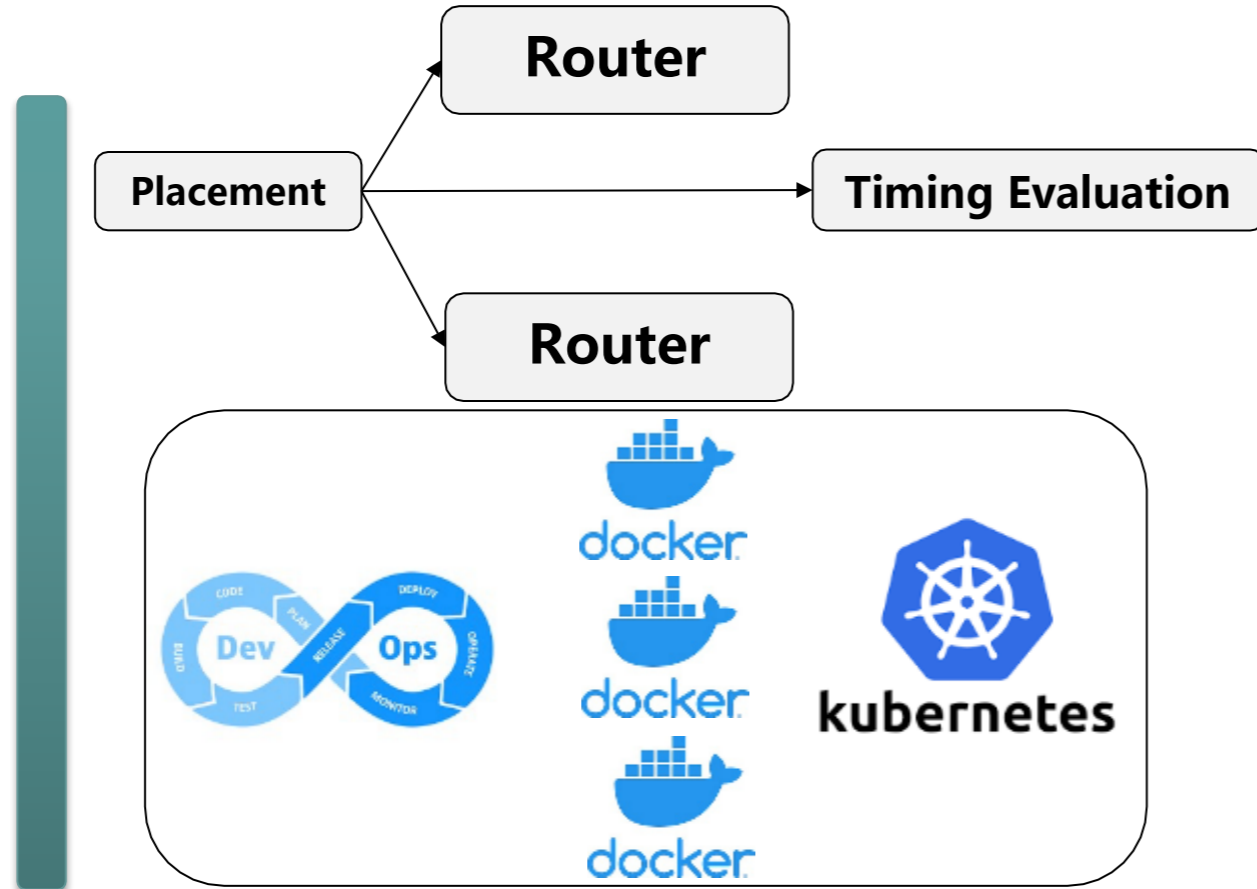 Router
Placement
Timing Evaluation
Router
docker
CODE
PLAN
DEPLOY
BUILD
Dev
RELEASE
Ops
OPERATE
TEST
MONITOR
docker
kubernetes
docker